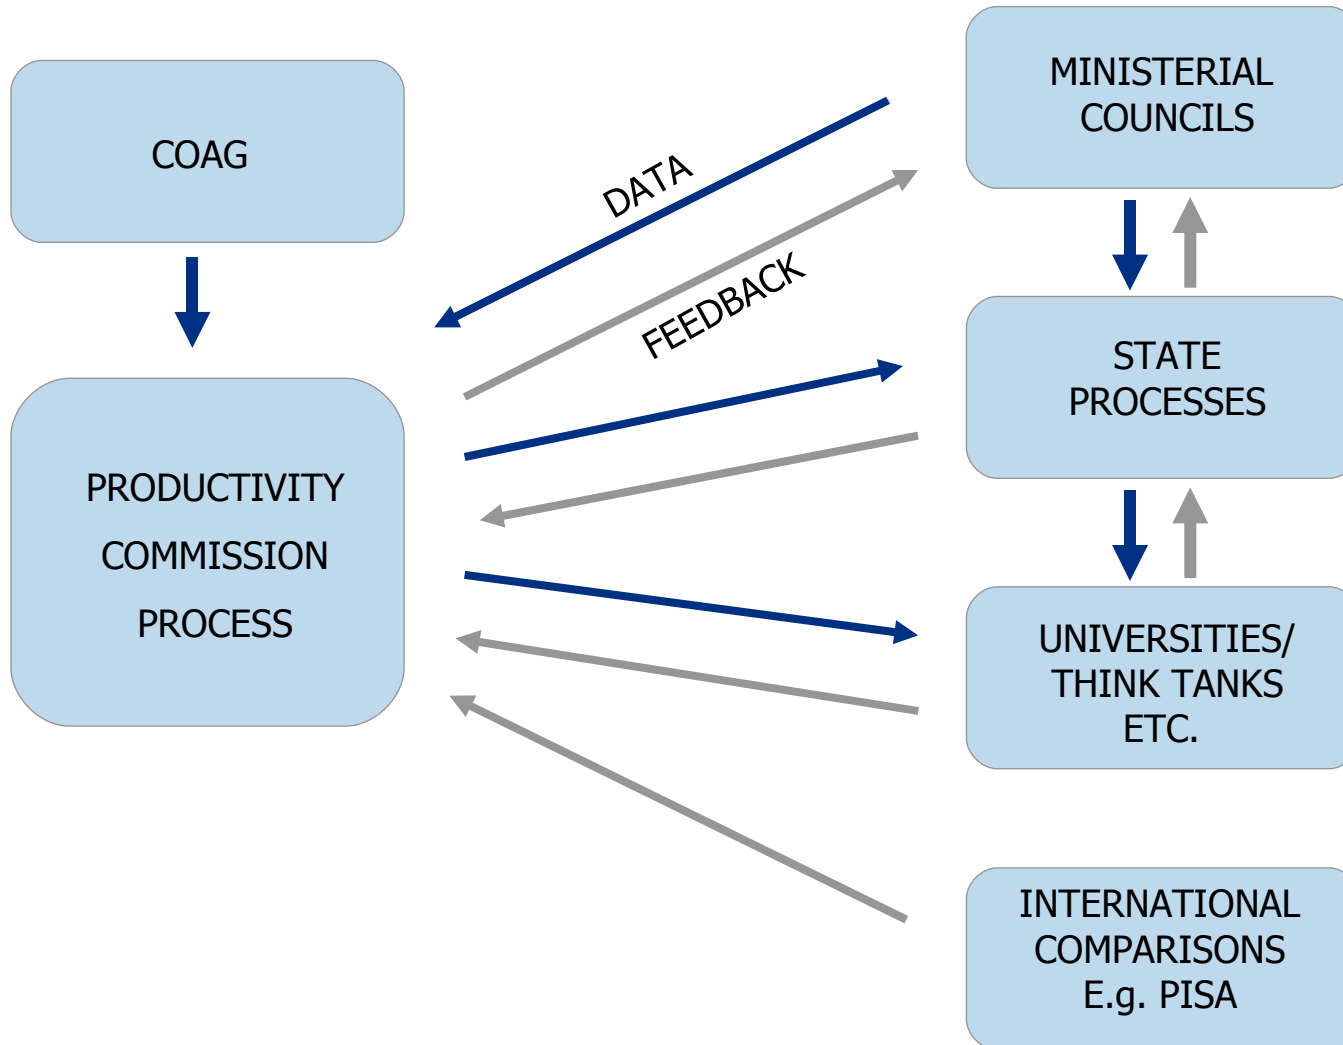 COAG
PRODUCTIVITY
COMMISSION
PROCESS
DATA
FEEDBACK
MINISTERIAL
COUNCILS
STATE
PROCESSES
UNIVERSITIES/
THINK TANKS
ETC.
INTERNATIONAL
COMPARISONS
E.g. PISA